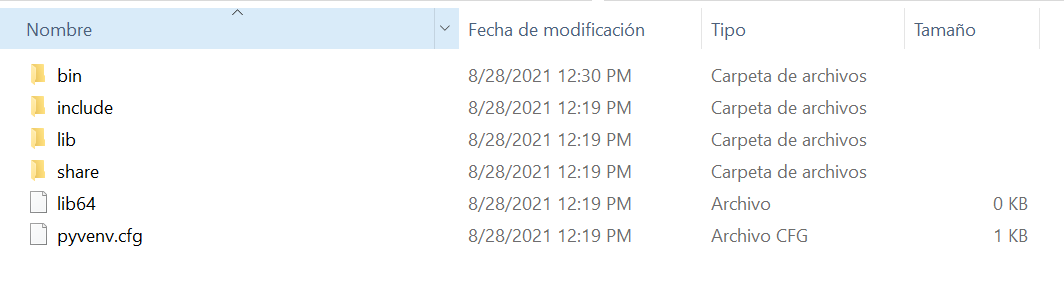 Nombre Fecha de modificación Tipo Tamaño
bin 8/28/2021 12:30 PM Carpeta de archivos
include 8/28/2021 12:19 PM Carpeta de archivos
lib 8/28/2021 12:19 PM Carpeta de archivos
share 8/28/2021 12:19 PM Carpeta de archivos
lib64 8/28/2021 12:19 PM Archivo 0 KB
pyvenv.cfg 8/28/2021 12:19 PM Archivo CFG 1 KB